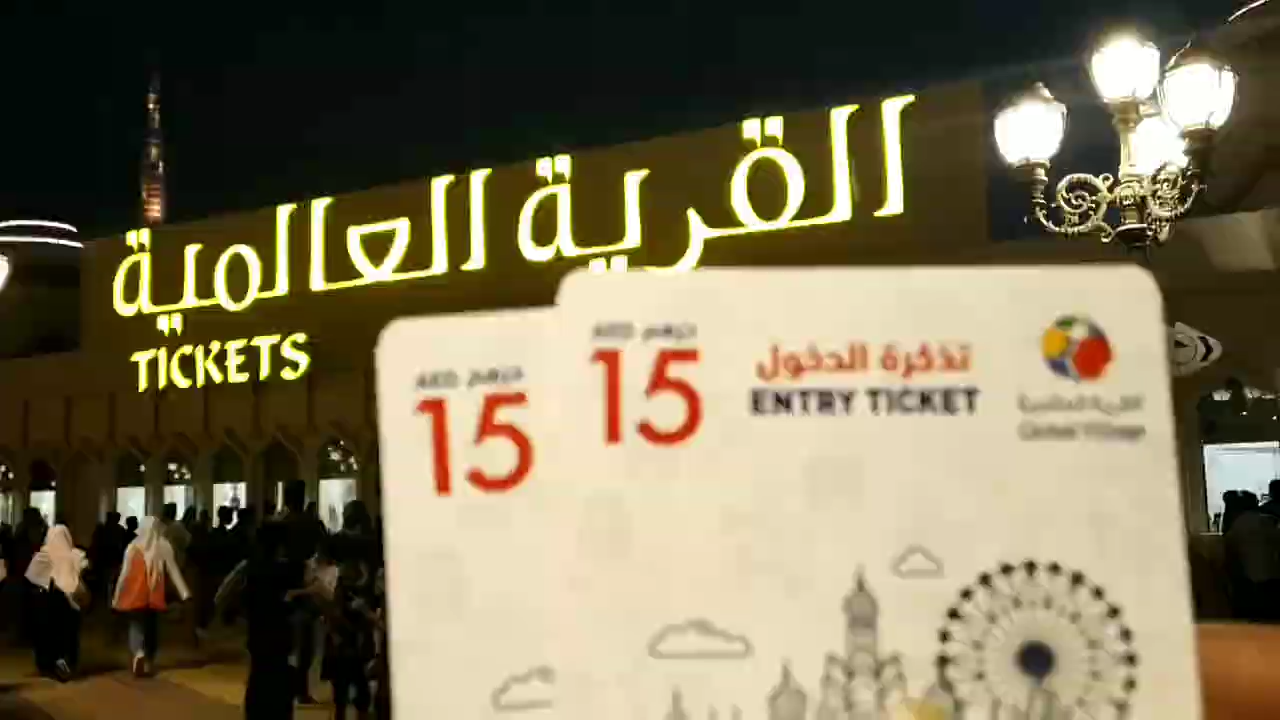 القرية العالمية
TICKETS
AED درهم
15
AED درهم
15
تذكرة الدخول
ENTRY TICKET
القرية العالمية
Global Village